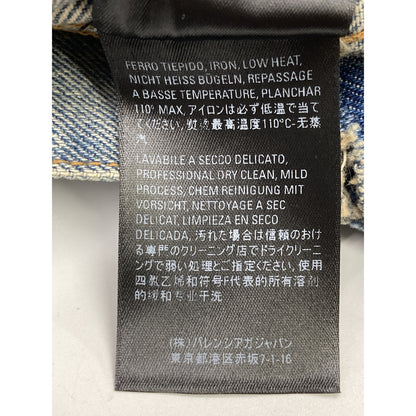 FERRO TIEPIDO, IRON, LOW HEAT,
NICHT HEISS BÜGELN, REPASSAGE
A BASSE TEMPERATURE, PLANCHAR
110° MAX, アイロンは必ず低温で当て
てください, 熨烫最高温度110°C-无蒸
汽
LAVABILE A SECCO DELICATO,
PROFESSIONAL DRY CLEAN, MILD
PROCESS, CHEM REINIGUNG MIT
VORSICHT, NETTOYAGE A SEC
DELICAT, LIMPIEZA EN SECO
DELICADA, 汚れた場合は信頼のおけ
る専門のクリーニング店でドライクリーニ
ングで弱い処理とご指定ください, 使用
四氯乙烯和符号F代表的所有溶剂
的缓和专业干洗
(株) バレンシアガジャパン
東京都港区赤坂7-1-16